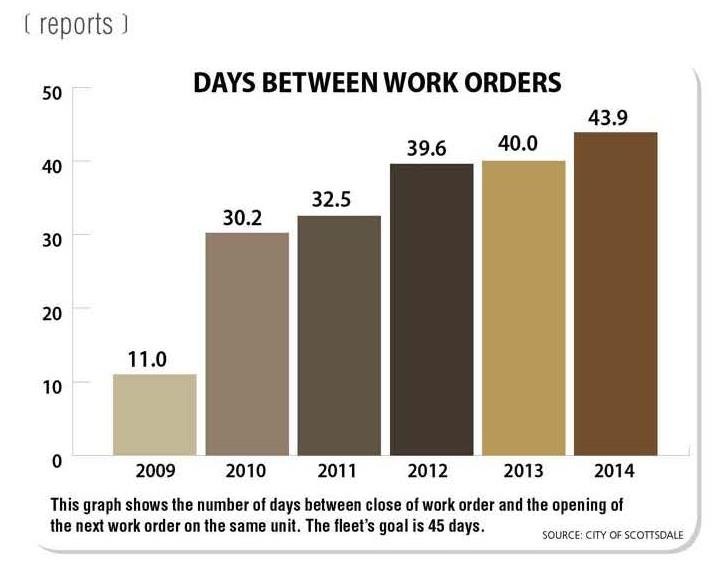 ( reports )
DAYS BETWEEN WORK ORDERS
50
40
30
20
10
0
11.0
30.2
32.5
39.6
40.0
43.9
2009 2010 2011 2012 2013 2014
This graph shows the number of days between close of work order and the opening of
the next work order on the same unit. The fleet's goal is 45 days.
SOURCE: CITY OF SCOTTSDALE